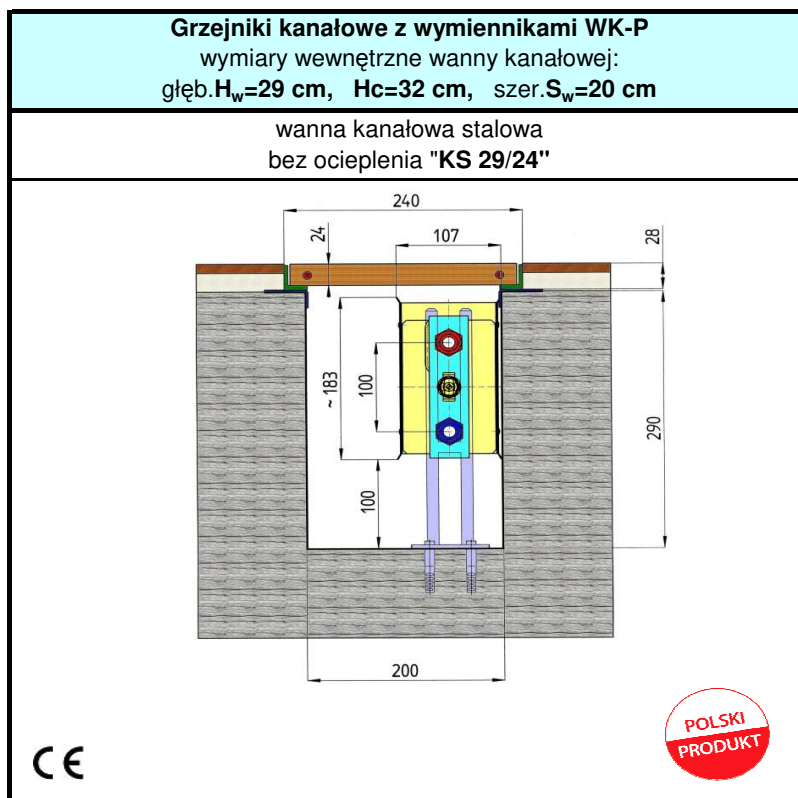 Grzejniki kanałowe z wymiennikami WK-P
wymiary wewnętrzne wanny kanałowej:
głęb.Hw=29 cm, Hc=32 cm, szer.Sw=20 cm
wanna kanałowa stalowa
bez ocieplenia "KS 29/24"
240
24
107
28
~ 183
100
290
100
200
POLSKI
PRODUKT
CE